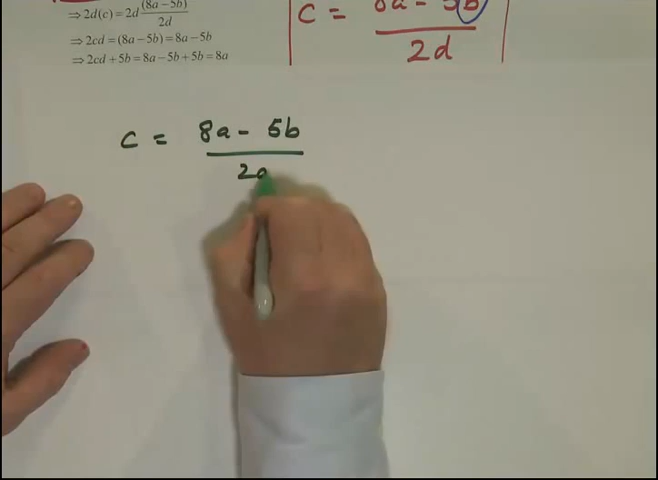 ⇒ 2d(c) = 2d (8a − 5b) / 2d
⇒ 2cd = (8a − 5b) = 8a − 5b
⇒ 2cd + 5b = 8a − 5b + 5b = 8a
C = 8a − 5b / 2d
c = 8a − 5b / 2